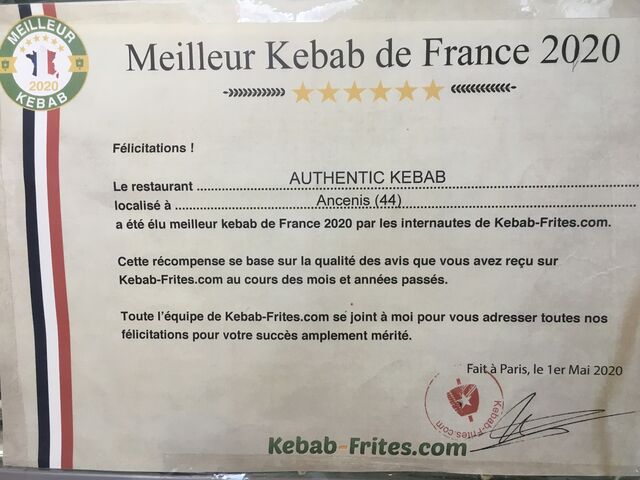 MEILLEUR
2020
KEBAB
Meilleur Kebab de France 2020
Félicitations !
Le restaurant AUTHENTIC KEBAB
localisé à Ancenis (44)
a été élu meilleur kebab de France 2020 par les internautes de Kebab-Frites.com.
Cette récompense se base sur la qualité des avis que vous avez reçu sur
Kebab-Frites.com au cours des mois et années passés.
Toute l'équipe de Kebab-Frites.com se joint à moi pour vous adresser toutes nos
félicitations pour votre succès amplement mérité.
Fait à Paris, le 1er Mai 2020
Kebab-Frites.com
Kebab-Frites.com